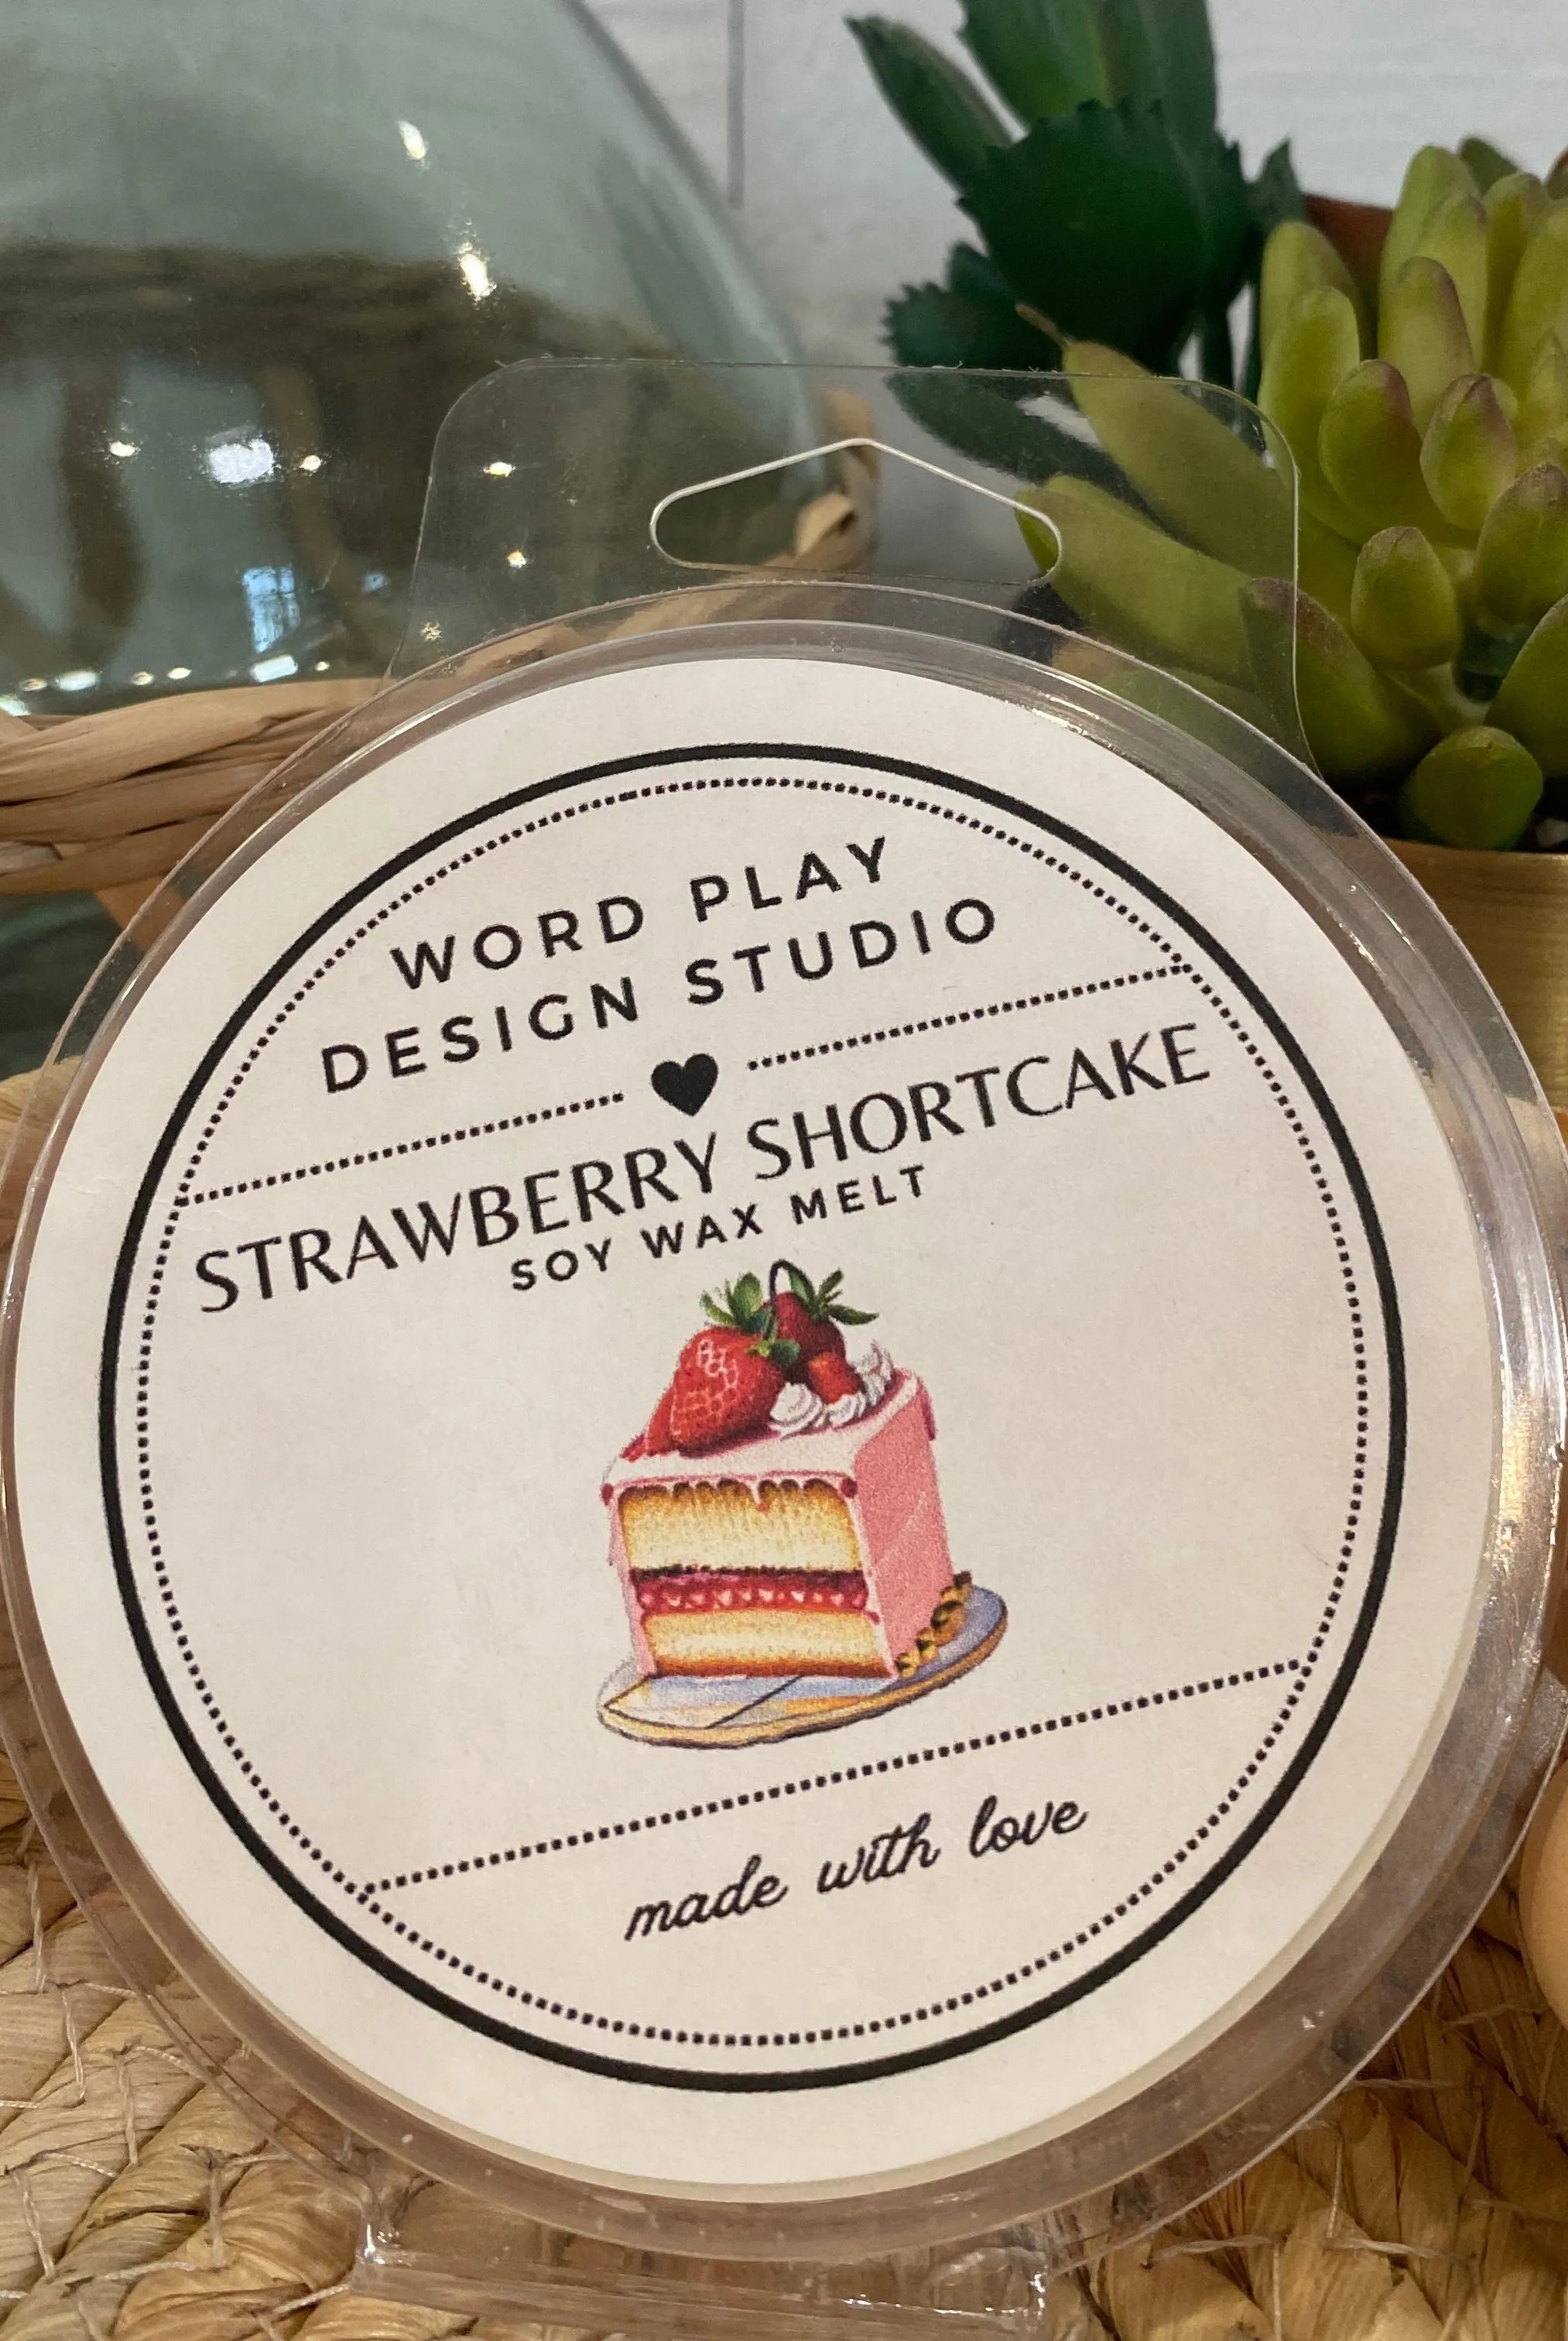 WORD PLAY
DESIGN STUDIO
STRAWBERRY SHORTCAKE
SOY WAX MELT
made with love